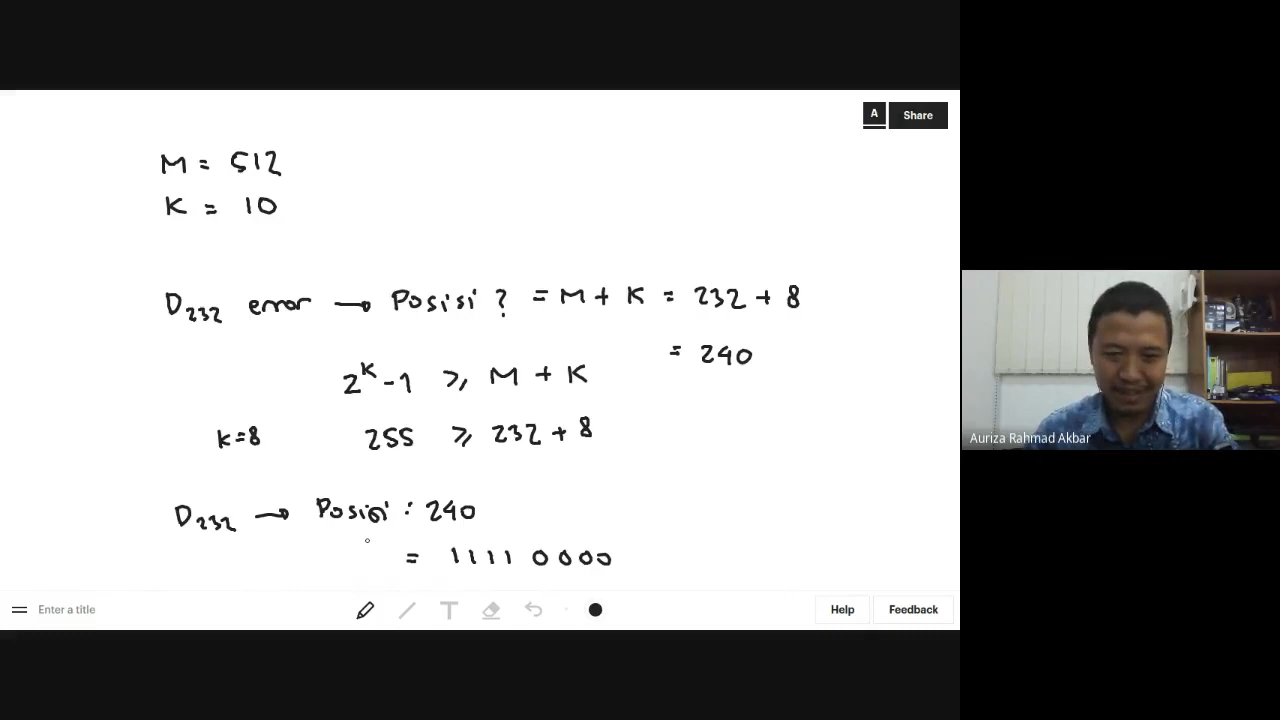 A Share
M = 512
K = 10
D232 error → Posisi ? = M + K = 232 + 8
= 240
2^K - 1 ≥ M + K
K=8 255 ≥ 232 + 8
D232 → Posisi : 240
= 1111 0000
Auriza Rahmad Akbar
Enter a title T Help Feedback